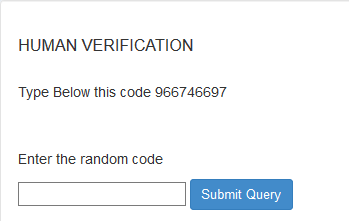 HUMAN VERIFICATION
Type Below this code 966746697
Enter the random code
Submit Query